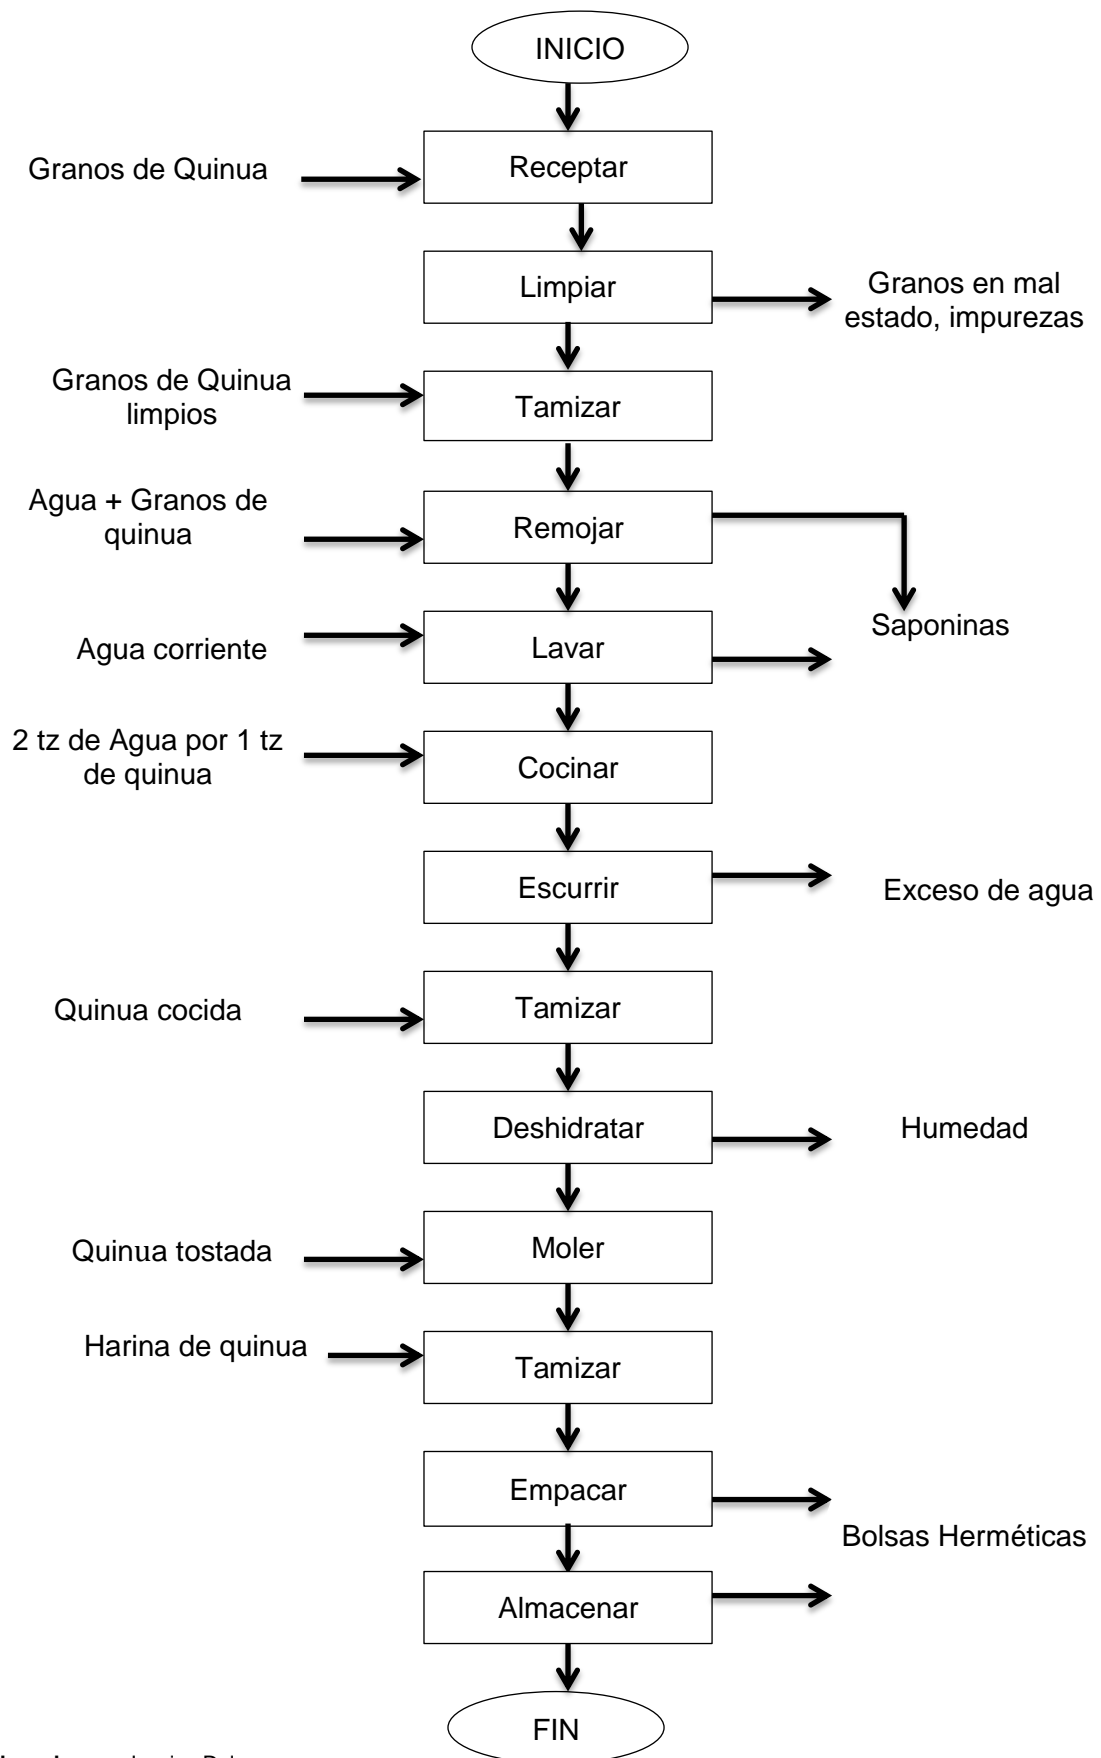 INICIO
Granos de Quinua
Receptar
Limpiar
Granos en mal
estado, impurezas
Granos de Quinua
limpios
Tamizar
Agua + Granos de
quinua
Remojar
Saponinas
Agua corriente
Lavar
2 tz de Agua por 1 tz
de quinua
Cocinar
Escurrir
Exceso de agua
Quinua cocida
Tamizar
Deshidratar
Humedad
Quinua tostada
Moler
Harina de quinua
Tamizar
Empacar
Bolsas Herméticas
Almacenar
FIN